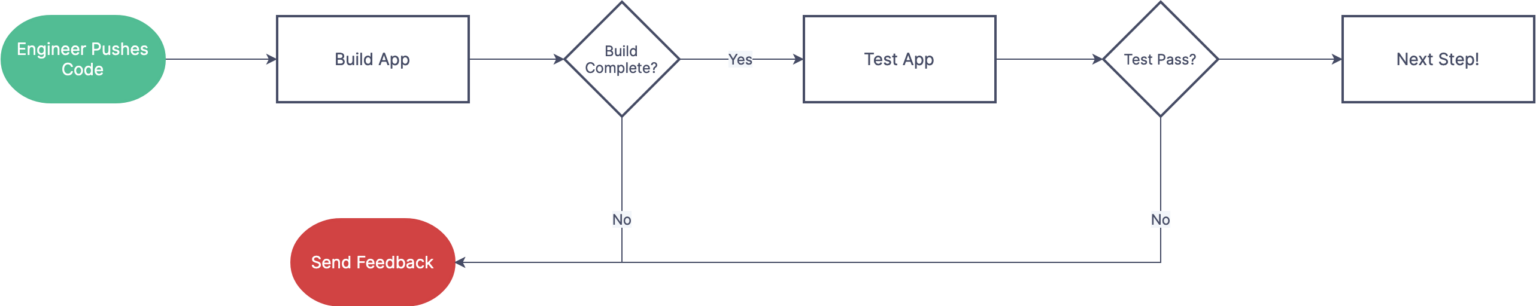 Engineer Pushes
Code
Build App
Build
Complete?
Yes
Test App
Test Pass?
Next Step!
No
No
Send Feedback